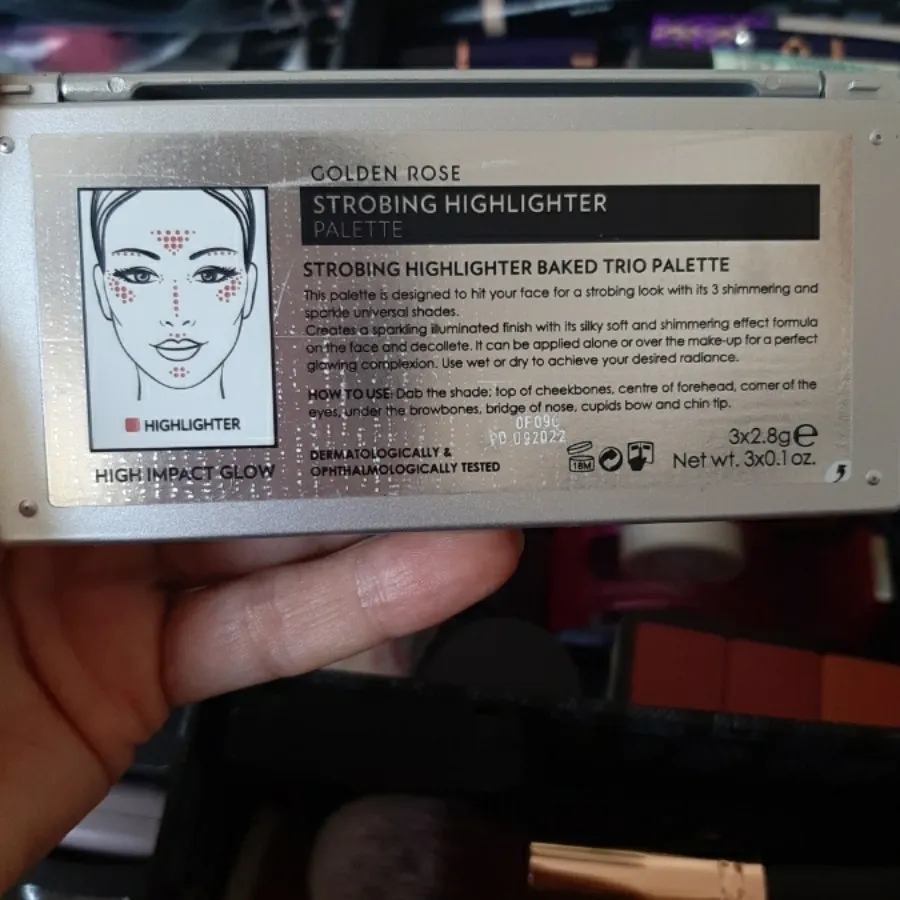 GOLDEN ROSE
STROBING HIGHLIGHTER
PALETTE
STROBING HIGHLIGHTER BAKED TRIO PALETTE
This palette is designed to hit your face for a strobing look with its 3 shimmering and
sparkle universal shades.
Creates a sparkling illuminated finish with its silky soft and shimmering effect formula
on the face and decollete. It can be applied alone or over the make-up for a perfect
glawing complexion. Use wet or dry to achieve your desired radiance.
HOW TO USE: Dab the shade; top of cheekbones, centre of forehead, corner of the
eyes, under the browbones, bridge of nose, cupids bow and chin tip.
PD 092022
DERMATOLOGICALLY &
OPHTHALMOLOGICALLY TESTED
18M
3x2.8g e
Net wt. 3x0.1 oz.
HIGHLIGHTER
HIGH IMPACT GLOW